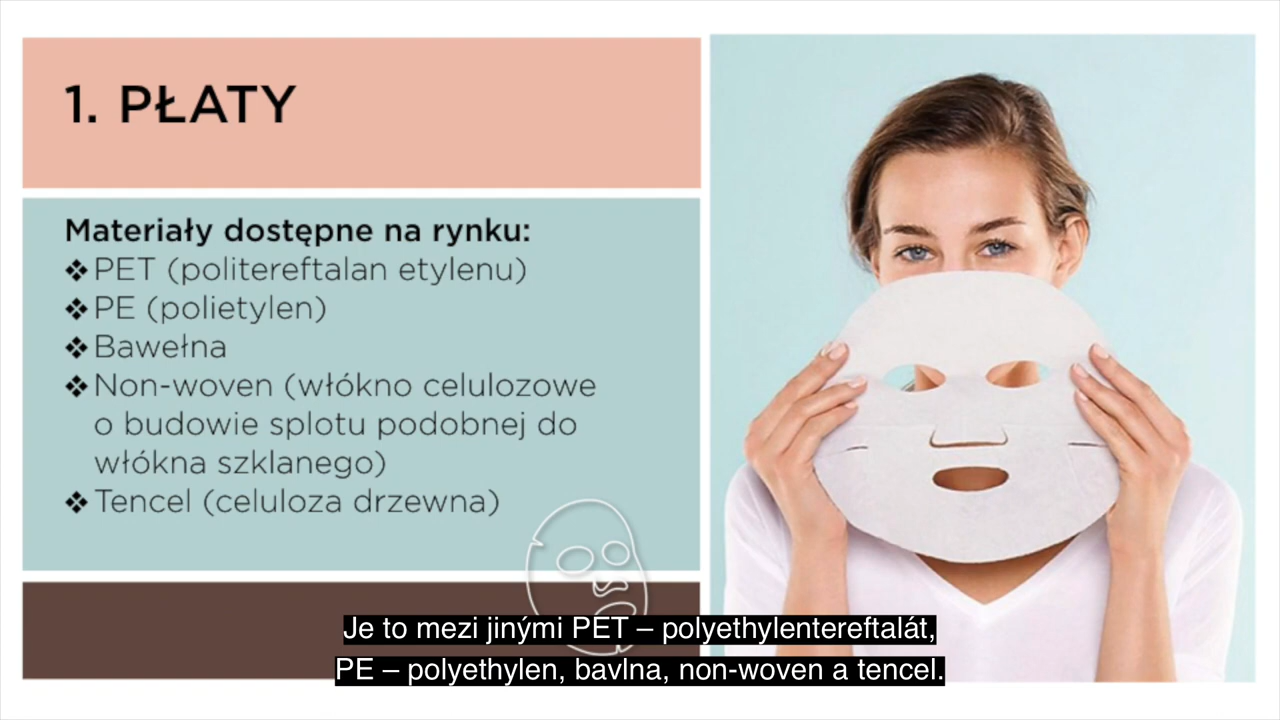 1. PŁATY
Materiały dostępne na rynku:
❖ PET (politereftalan etylenu)
❖ PE (polietylen)
❖ Bawełna
❖ Non-woven (włókno celulozowe
o budowie splotu podobnej do
włókna szklanego)
❖ Tencel (celuloza drzewna)
Je to mezi jinými PET – polyethylentereftalát,
PE – polyethylen, bavlna, non-woven a tencel.